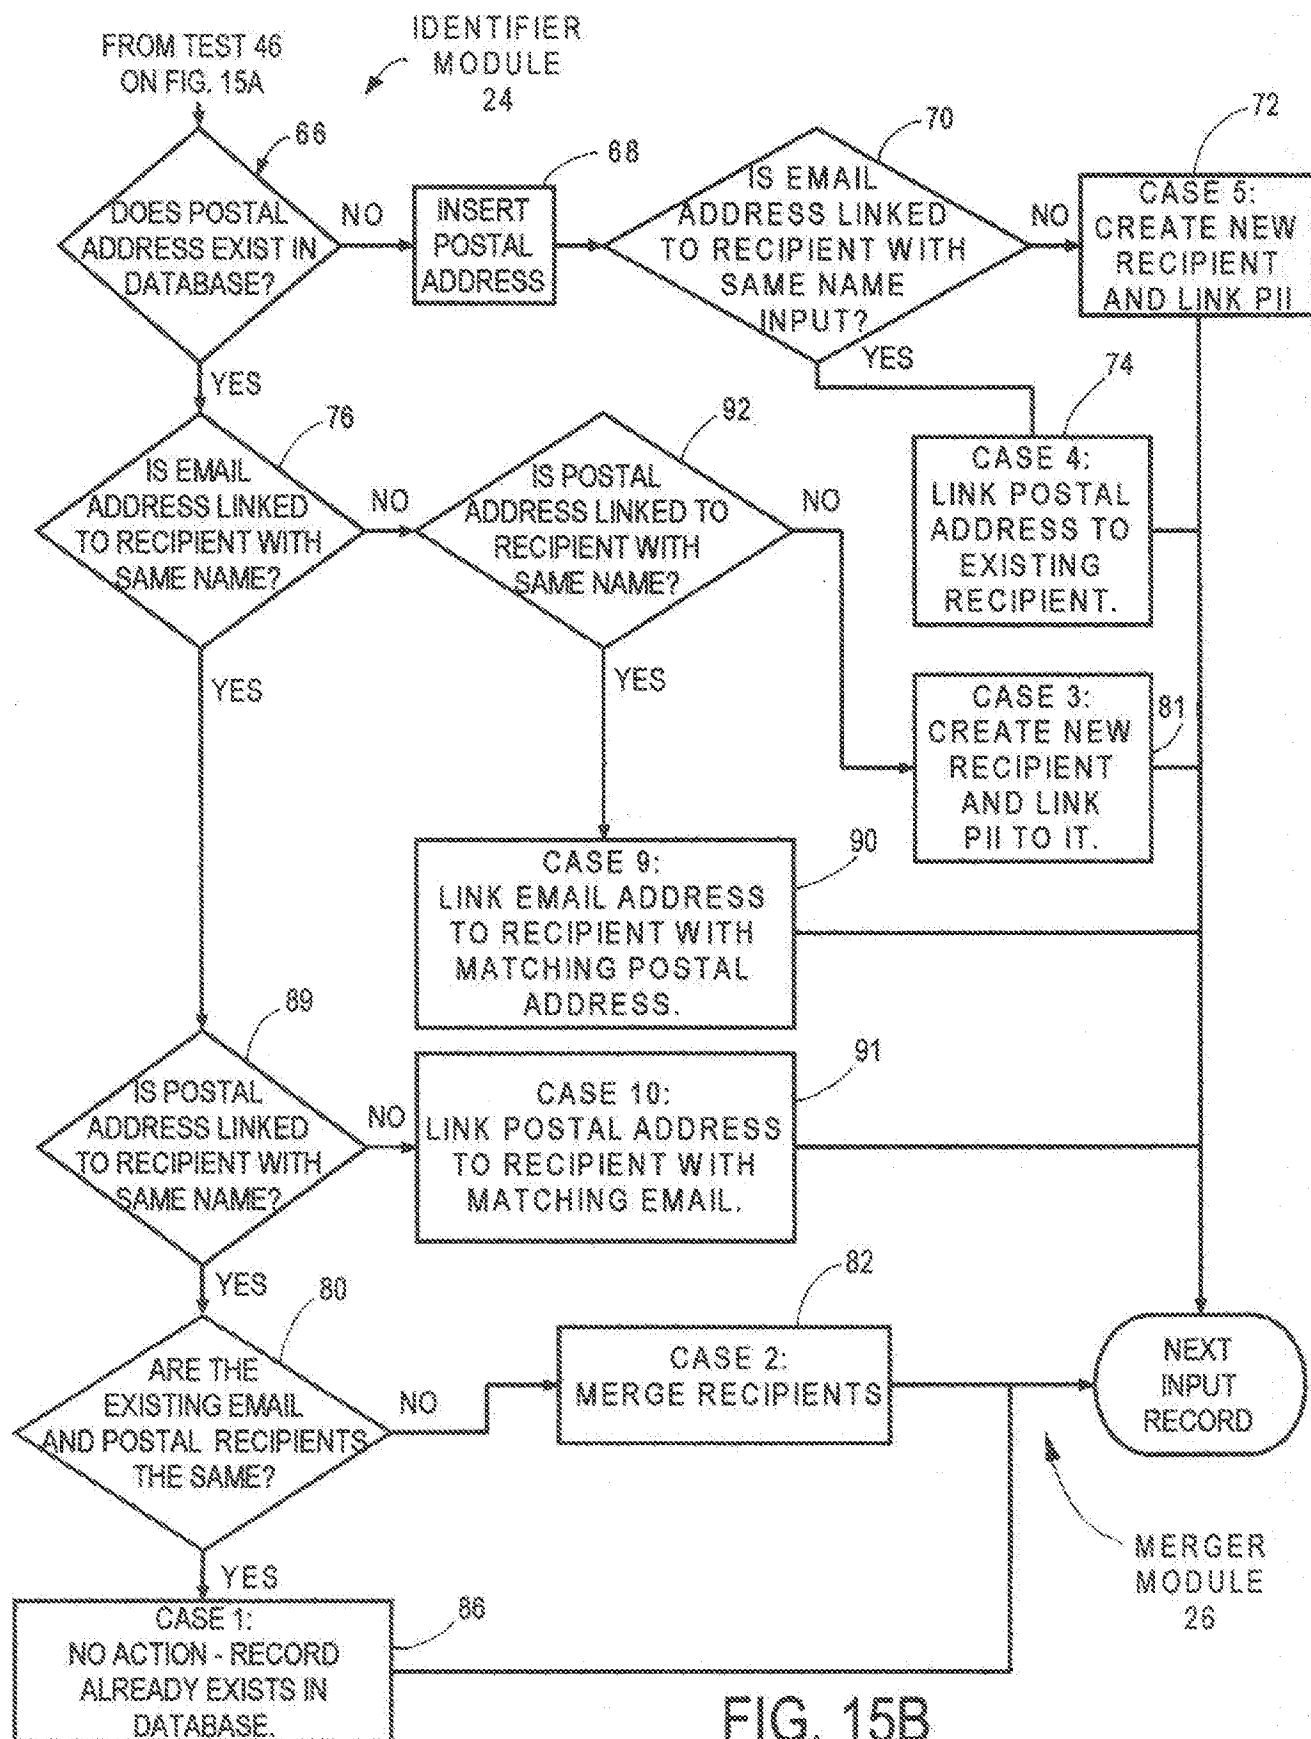 FROM TEST 46
ON FIG. 15A
IDENTIFIER
MODULE
24
66
DOES POSTAL
ADDRESS EXIST IN
DATABASE?
NO
YES
68
INSERT
POSTAL
ADDRESS
70
IS EMAIL
ADDRESS LINKED
TO RECIPIENT WITH
SAME NAME
INPUT?
NO
YES
72
CASE 5:
CREATE NEW
RECIPIENT
AND LINK PII
74
CASE 4:
LINK POSTAL
ADDRESS TO
EXISTING
RECIPIENT.
76
IS EMAIL
ADDRESS LINKED
TO RECIPIENT WITH
SAME NAME?
NO
YES
92
IS POSTAL
ADDRESS LINKED TO
RECIPIENT WITH
SAME NAME?
NO
YES
81
CASE 3:
CREATE NEW
RECIPIENT
AND LINK
PII TO IT.
90
CASE 9:
LINK EMAIL ADDRESS
TO RECIPIENT WITH
MATCHING POSTAL
ADDRESS.
89
IS POSTAL
ADDRESS LINKED
TO RECIPIENT WITH
SAME NAME?
NO
YES
91
CASE 10:
LINK POSTAL ADDRESS
TO RECIPIENT WITH
MATCHING EMAIL.
80
ARE THE
EXISTING EMAIL
AND POSTAL RECIPIENTS
THE SAME?
NO
YES
82
CASE 2:
MERGE RECIPIENTS
NEXT
INPUT
RECORD
MERGER
MODULE
26
86
CASE 1:
NO ACTION - RECORD
ALREADY EXISTS IN
DATABASE.
FIG. 15B